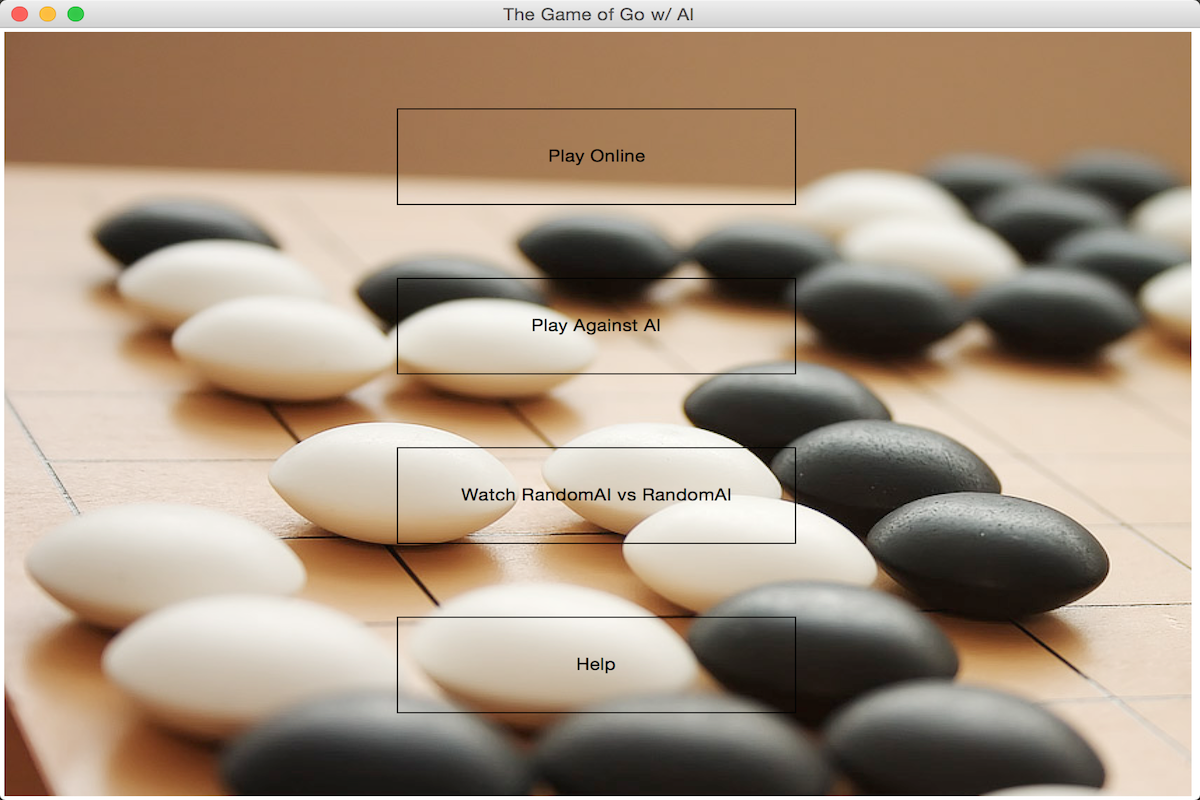 The Game of Go w/ AI
Play Online
Play Against AI
Watch RandomAI vs RandomAI
Help